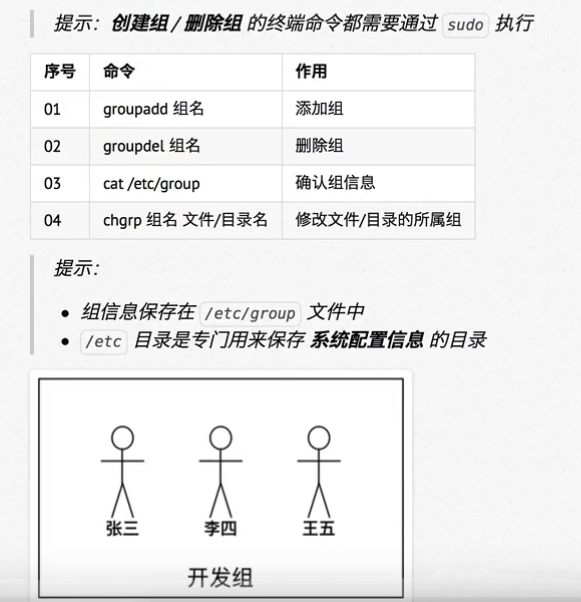 提示：创建组 / 删除组 的终端命令都需要通过 sudo 执行
序号 命令 作用
01 groupadd 组名 添加组
02 groupdel 组名 删除组
03 cat /etc/group 确认组信息
04 chgrp 组名 文件/目录名 修改文件/目录的所属组
提示：
• 组信息保存在 /etc/group 文件中
• /etc 目录是专门用来保存 系统配置信息 的目录
张三 李四 王五
开发组